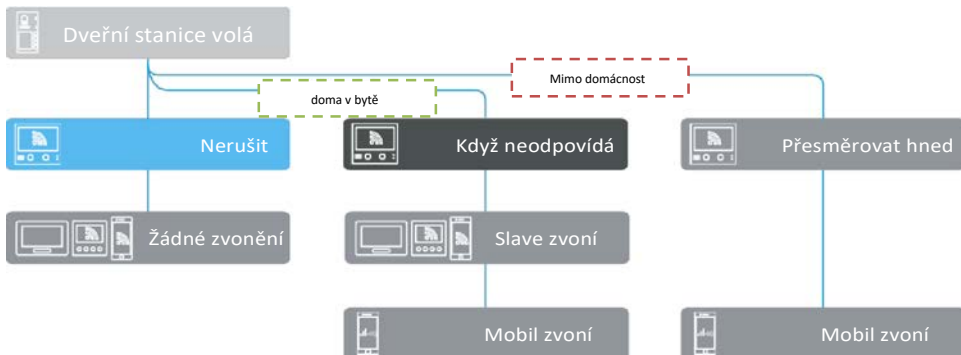 Dveřní stanice volá
Mimo domácnost
doma v bytě
Nerušit
Když neodpovídá
Přesměrovat hned
Žádné zvonění
Slave zvoní
Mobil zvoní
Mobil zvoní